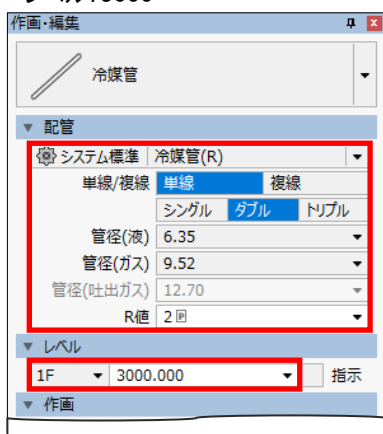 作画・編集
冷媒管
配管
システム標準 冷媒管(R)
単線/複線 単線 複線
シングル ダブル トリプル
管径(液) 6.35
管径(ガス) 9.52
管径(吐出ガス) 12.70
R値 2 P
レベル
1F 3000.000 指示
作画